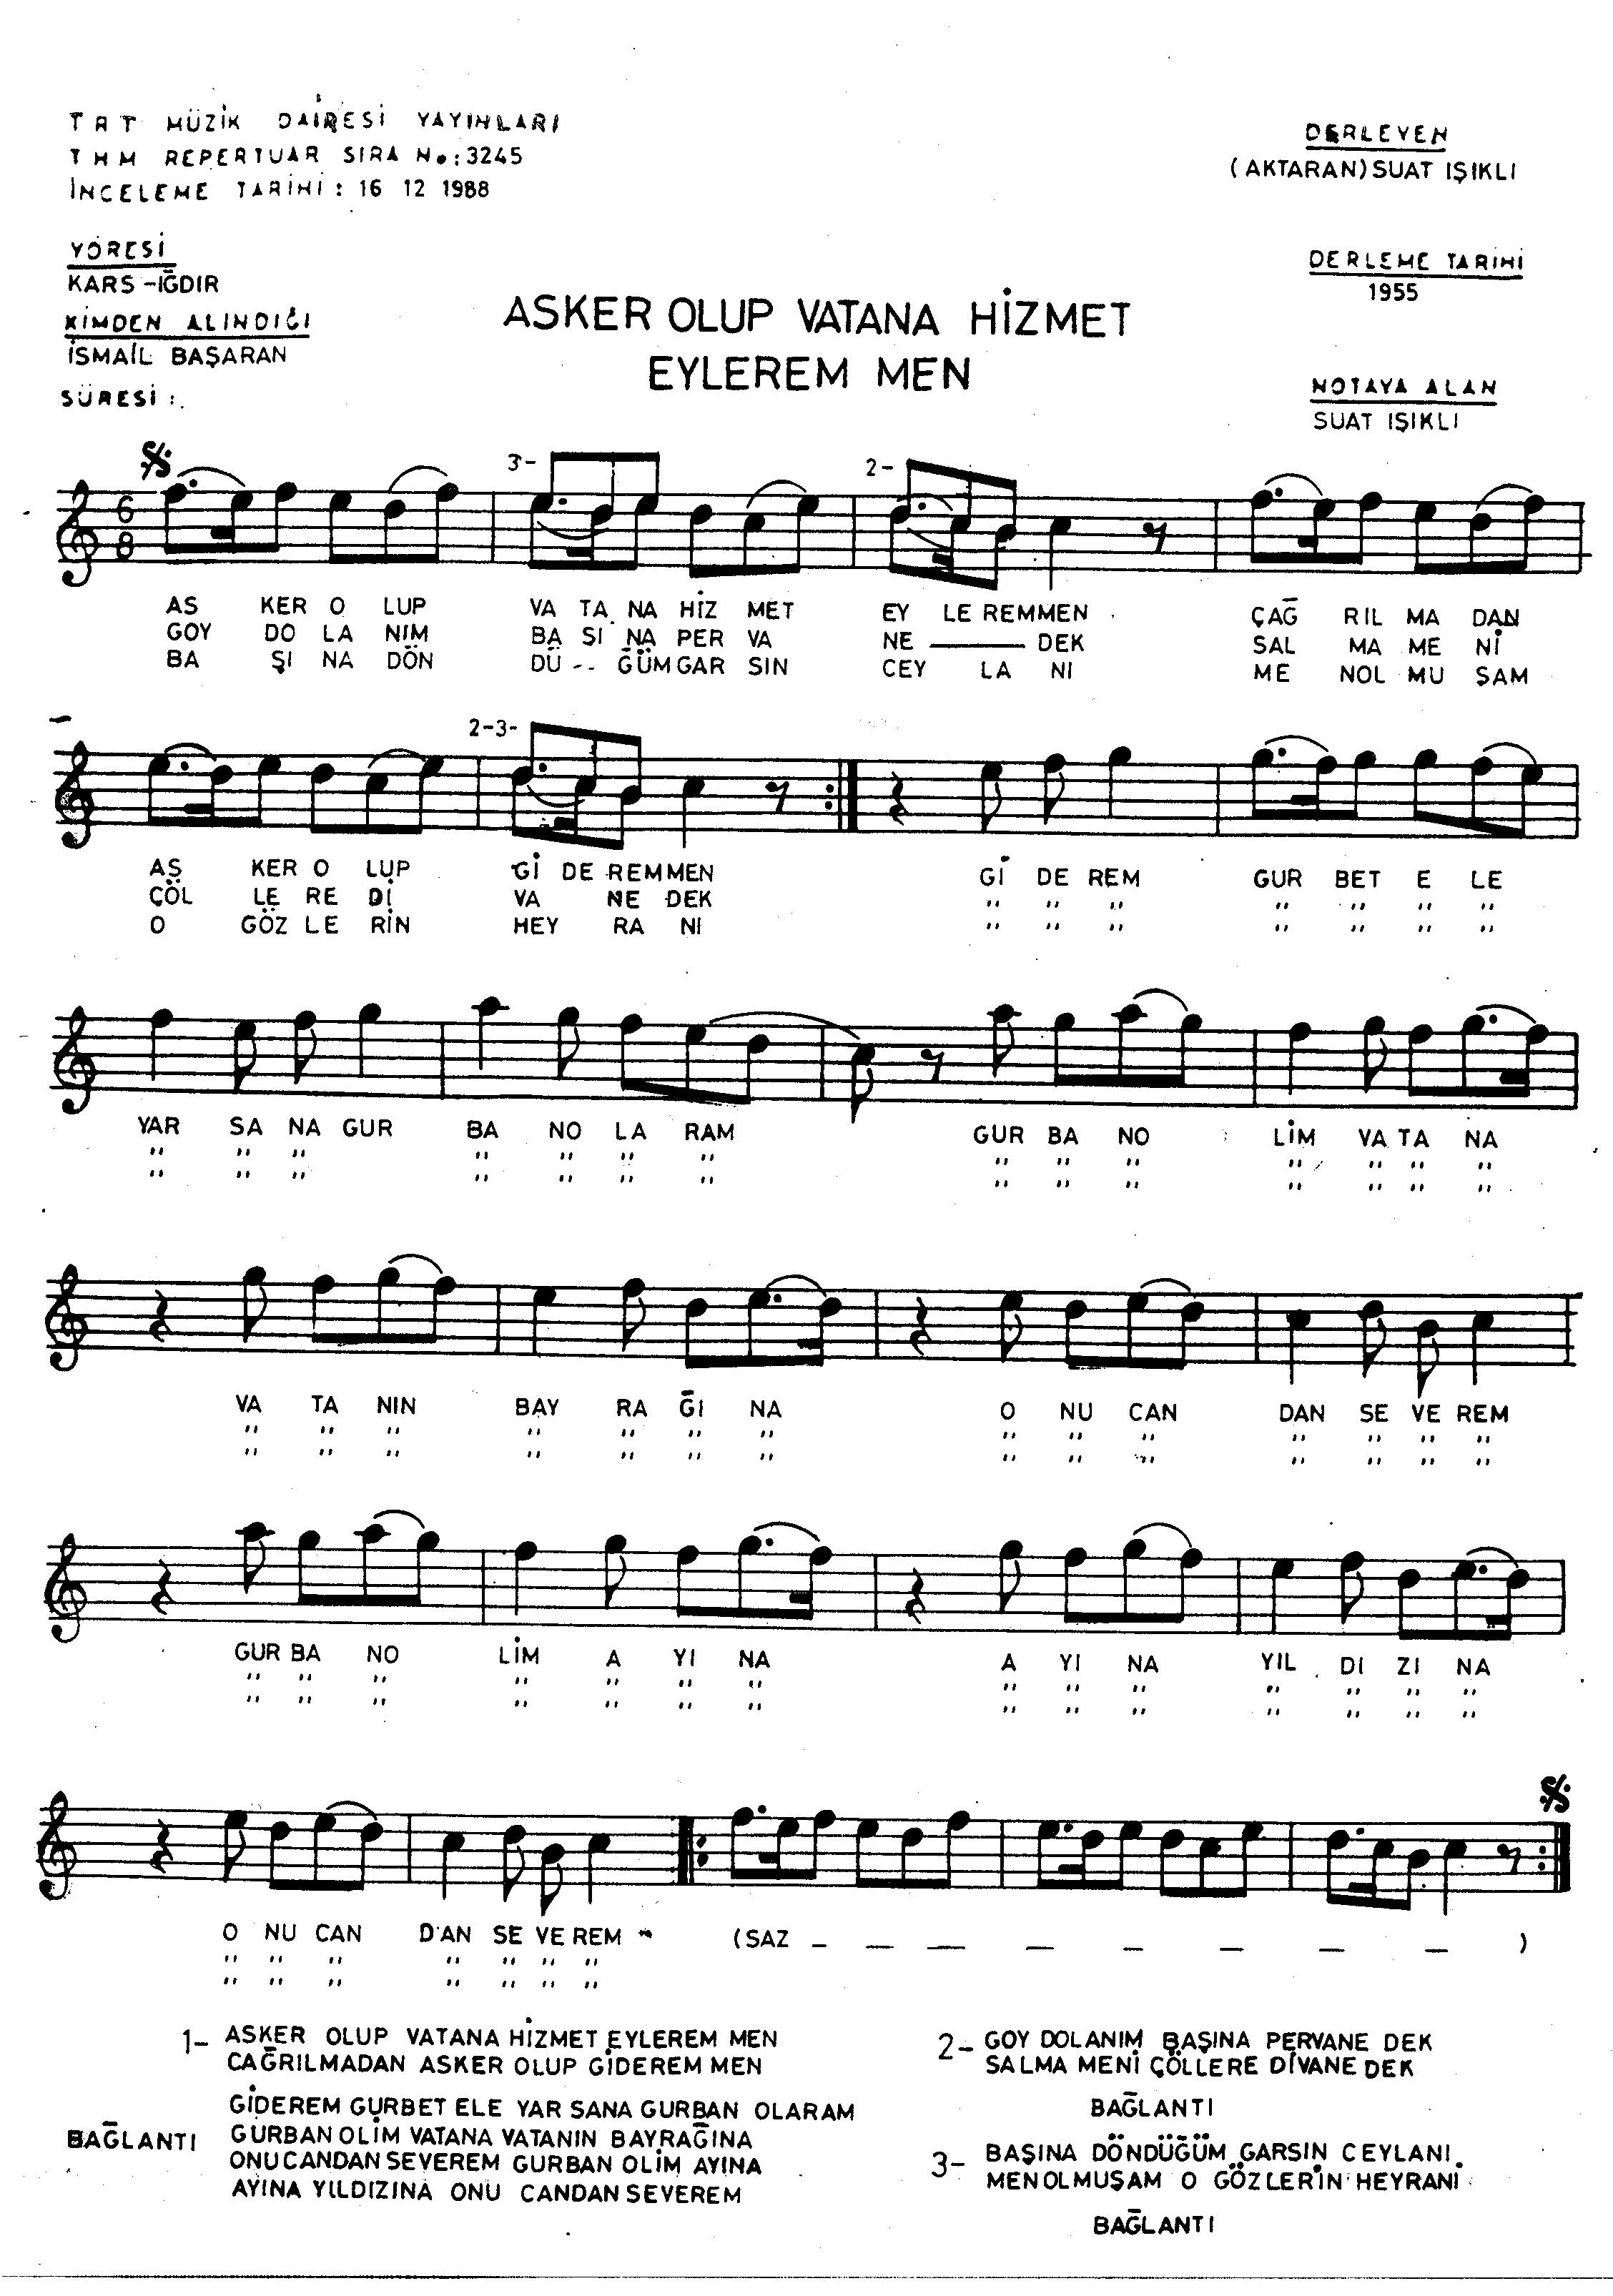 TRT MÜZİK DAİRESİ YAYINLARI
THM REPERTUAR SIRA No:3245
İNCELEME TARİHİ: 16 12 1988
DERLEYEN
(AKTARAN)SUAT IŞIKLI
YÖRESİ
KARS-IĞDIR
DERLEME TARİHİ
1955
KİMDEN ALINDIĞI
İSMAİL BAŞARAN
SÜRESİ:
ASKER OLUP VATANA HİZMET
EYLEREM MEN
NOTAYA ALAN
SUAT IŞIKLI
3- 2-
6
8
AS KER O LUP VA TA NA HİZ MET EY LE REM MEN ÇAĞ RIL MA DAN
GOY DO LA NIM BA ŞI NA PER VA NE DEK SAL MA ME Nİ
BA ŞI NA DÖN DÜ -- ĞÜM GAR SIN CEY LA NI ME NOL MU ŞAM
2-3-
AS KER O LUP Gİ DE REM MEN Gİ DE REM GUR BET E LE
ÇÖL LE RE Dİ VA NE DEK " " " " " " "
O GÖZ LE RİN HEY RA NI " " " " " " "
YAR SA NA GUR BA NO LA RAM GUR BA NO LİM VA TA NA
" " " " " " " " " " " " " "
" " " " " " " " " " " " " "
VA TA NIN BAY RA ĞI NA O NU CAN DAN SE VE REM
" " " " " " " " " " " " " "
" " " " " " " " " " " " " "
GUR BA NO LİM A YI NA A YI NA YIL DI ZI NA
" " " " " " " " " " " " " "
" " " " " " " " " " " " " "
O NU CAN DAN SE VE REM (SAZ _ _ _ _ _ _ _ _ )
" " " " " " "
" " " " " " "
1- ASKER OLUP VATANA HİZMET EYLEREM MEN
ÇAĞRILMADAN ASKER OLUP GİDEREM MEN
BAĞLANTI
GİDEREM GURBET ELE YAR SANA GURBAN OLARAM
GURBAN OLİM VATANA VATANIN BAYRAĞINA
ONU CANDAN SEVEREM GURBAN OLİM AYINA
AYINA YILDIZINA ONU CANDAN SEVEREM
2- GOY DOLANIM BAŞINA PERVANE DEK
SALMA MENİ ÇÖLLERE DİVANE DEK
BAĞLANTI
3- BAŞINA DÖNDÜĞÜM GARSIN CEYLANI
MEN OLMUŞAM O GÖZLERİN HEYRANI
BAĞLANTI